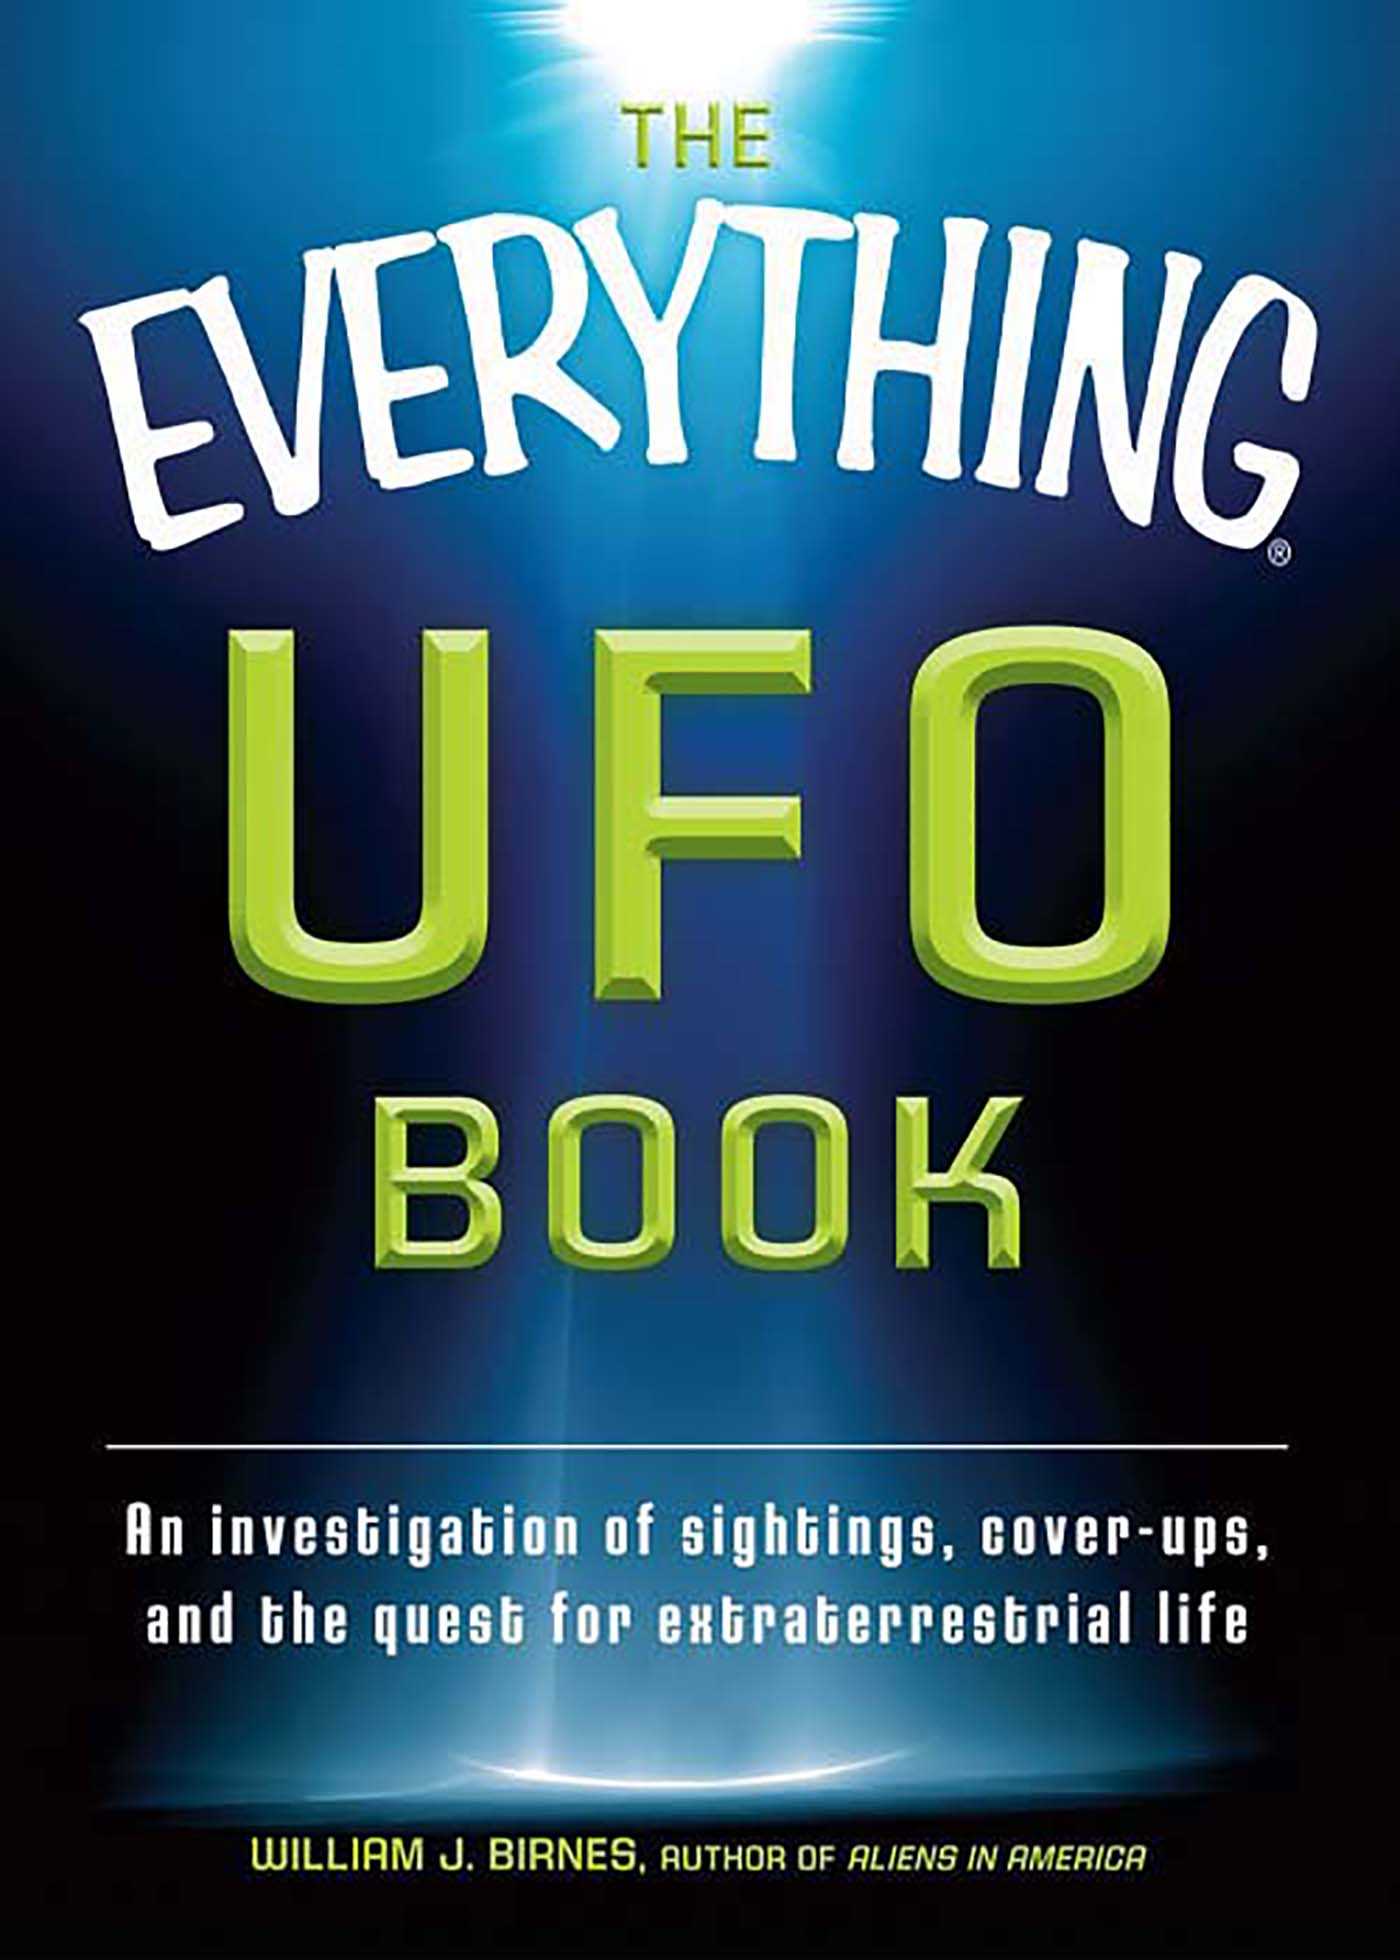 THE
EVERYTHING®
UFO
BOOK
An investigation of sightings, cover-ups,
and the quest for extraterrestrial life
WILLIAM J. BIRNES, AUTHOR OF ALIENS IN AMERICA